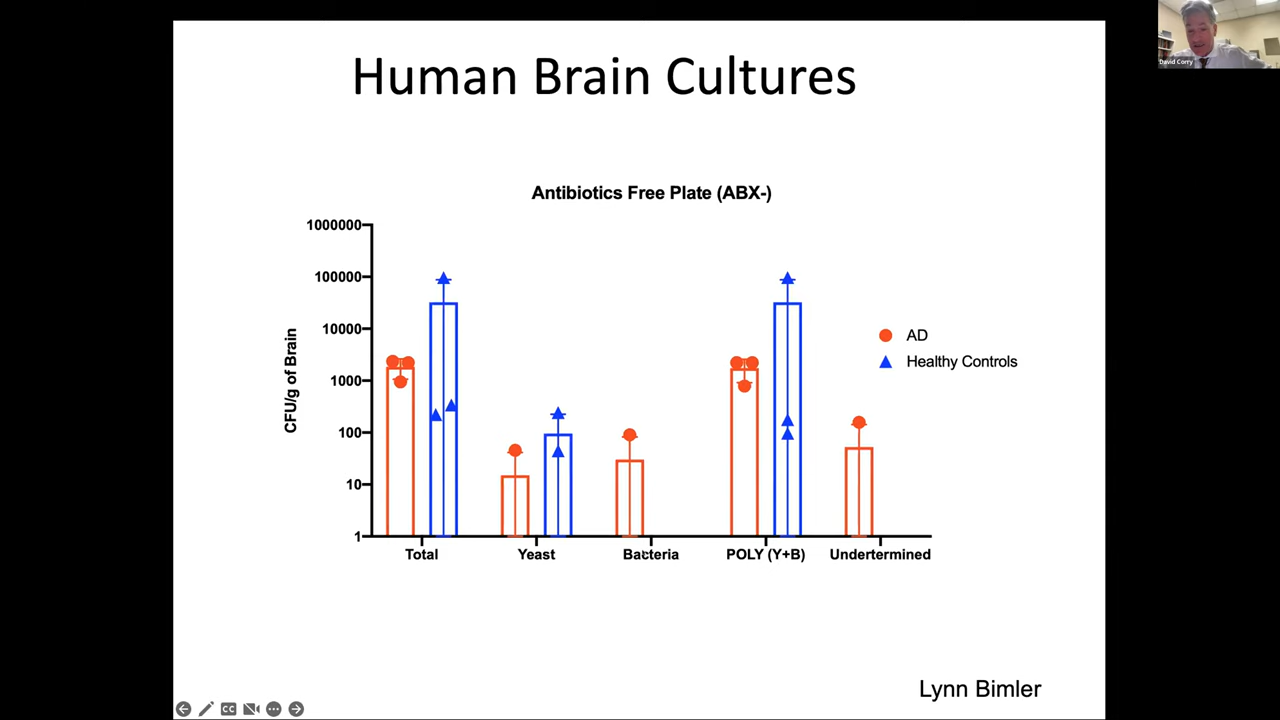 Human Brain Cultures
David Corry
Antibiotics Free Plate (ABX-)
CFU/g of Brain
1000000
100000
10000
1000
100
10
1
Total
Yeast
Bacteria
POLY (Y+B)
Undertermined
AD
Healthy Controls
Lynn Bimler
CC